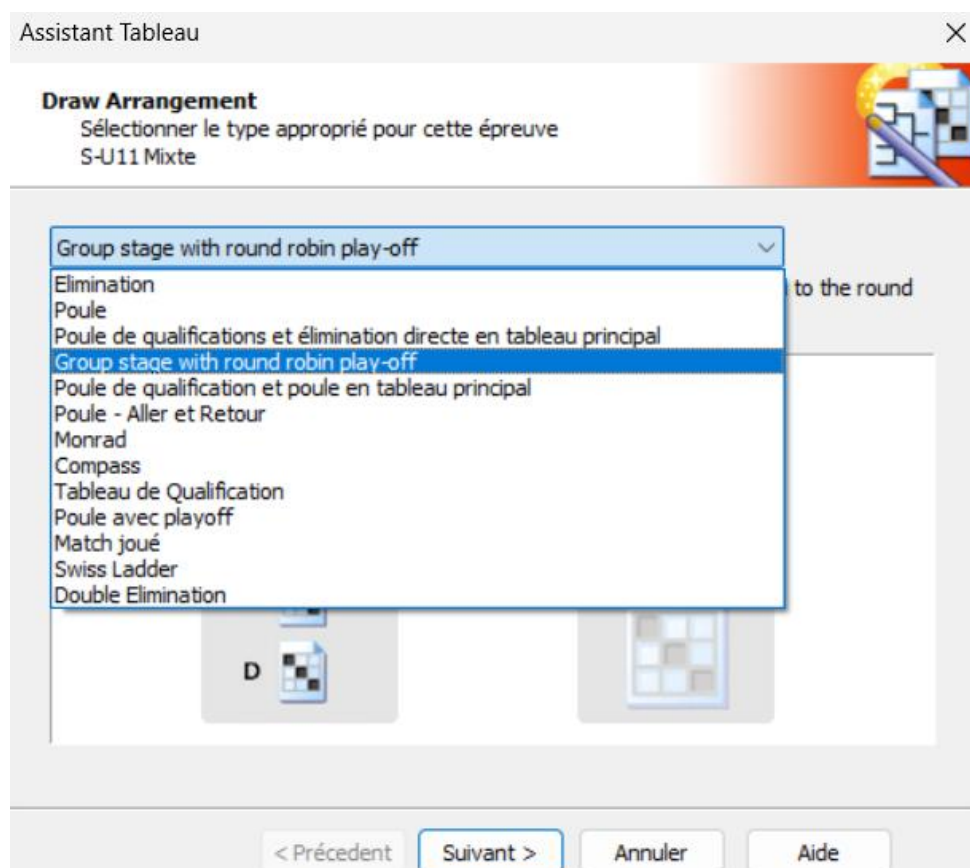 Assistant Tableau
Draw Arrangement
Sélectionner le type approprié pour cette épreuve
S-U11 Mixte
Group stage with round robin play-off
to the round
Elimination
Poule
Poule de qualifications et élimination directe en tableau principal
Group stage with round robin play-off
Poule de qualification et poule en tableau principal
Poule - Aller et Retour
Monrad
Compass
Tableau de Qualification
Poule avec playoff
Match joué
Swiss Ladder
Double Elimination
D
< Précedent Suivant > Annuler Aide